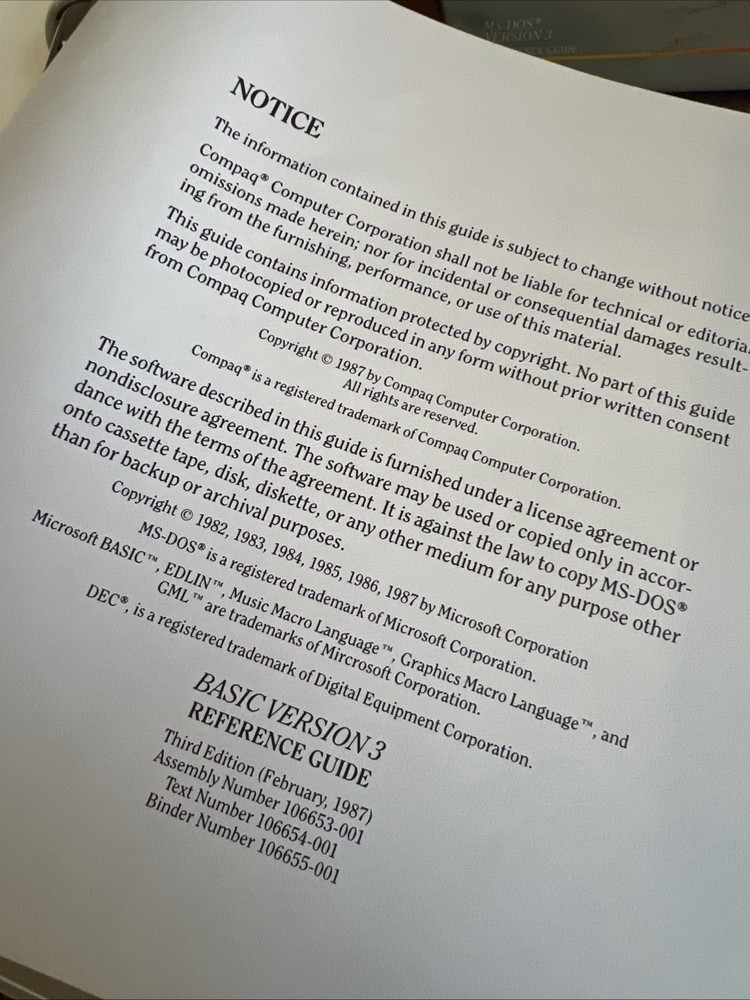 MS-DOS®
VERSION 3
REFERENCE GUIDE
NOTICE
The information contained in this guide is subject to change without notice
Compaq® Computer Corporation shall not be liable for technical or editorial
omissions made herein; nor for incidental or consequential damages result-
ing from the furnishing, performance, or use of this material.
This guide contains information protected by copyright. No part of this guide
may be photocopied or reproduced in any form without prior written consent
from Compaq Computer Corporation.
Copyright © 1987 by Compaq Computer Corporation.
All rights are reserved.
Compaq® is a registered trademark of Compaq Computer Corporation.
The software described in this guide is furnished under a license agreement or
nondisclosure agreement. The software may be used or copied only in accor-
dance with the terms of the agreement. It is against the law to copy MS-DOS®
onto cassette tape, disk, diskette, or any other medium for any purpose other
than for backup or archival purposes.
Copyright © 1982, 1983, 1984, 1985, 1986, 1987 by Microsoft Corporation
MS-DOS® is a registered trademark of Microsoft Corporation.
Microsoft BASIC™, EDLIN™, Music Macro Language™, Graphics Macro Language™, and
GML™ are trademarks of Mircrosoft Corporation.
DEC®, is a registered trademark of Digital Equipment Corporation.
BASIC VERSION 3
REFERENCE GUIDE
Third Edition (February, 1987)
Assembly Number 106653-001
Text Number 106654-001
Binder Number 106655-001